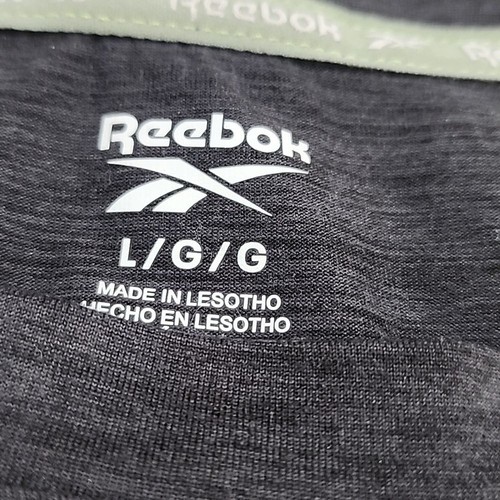 Reebok
Reebok
L/G/G
MADE IN LESOTHO
HECHO EN LESOTHO